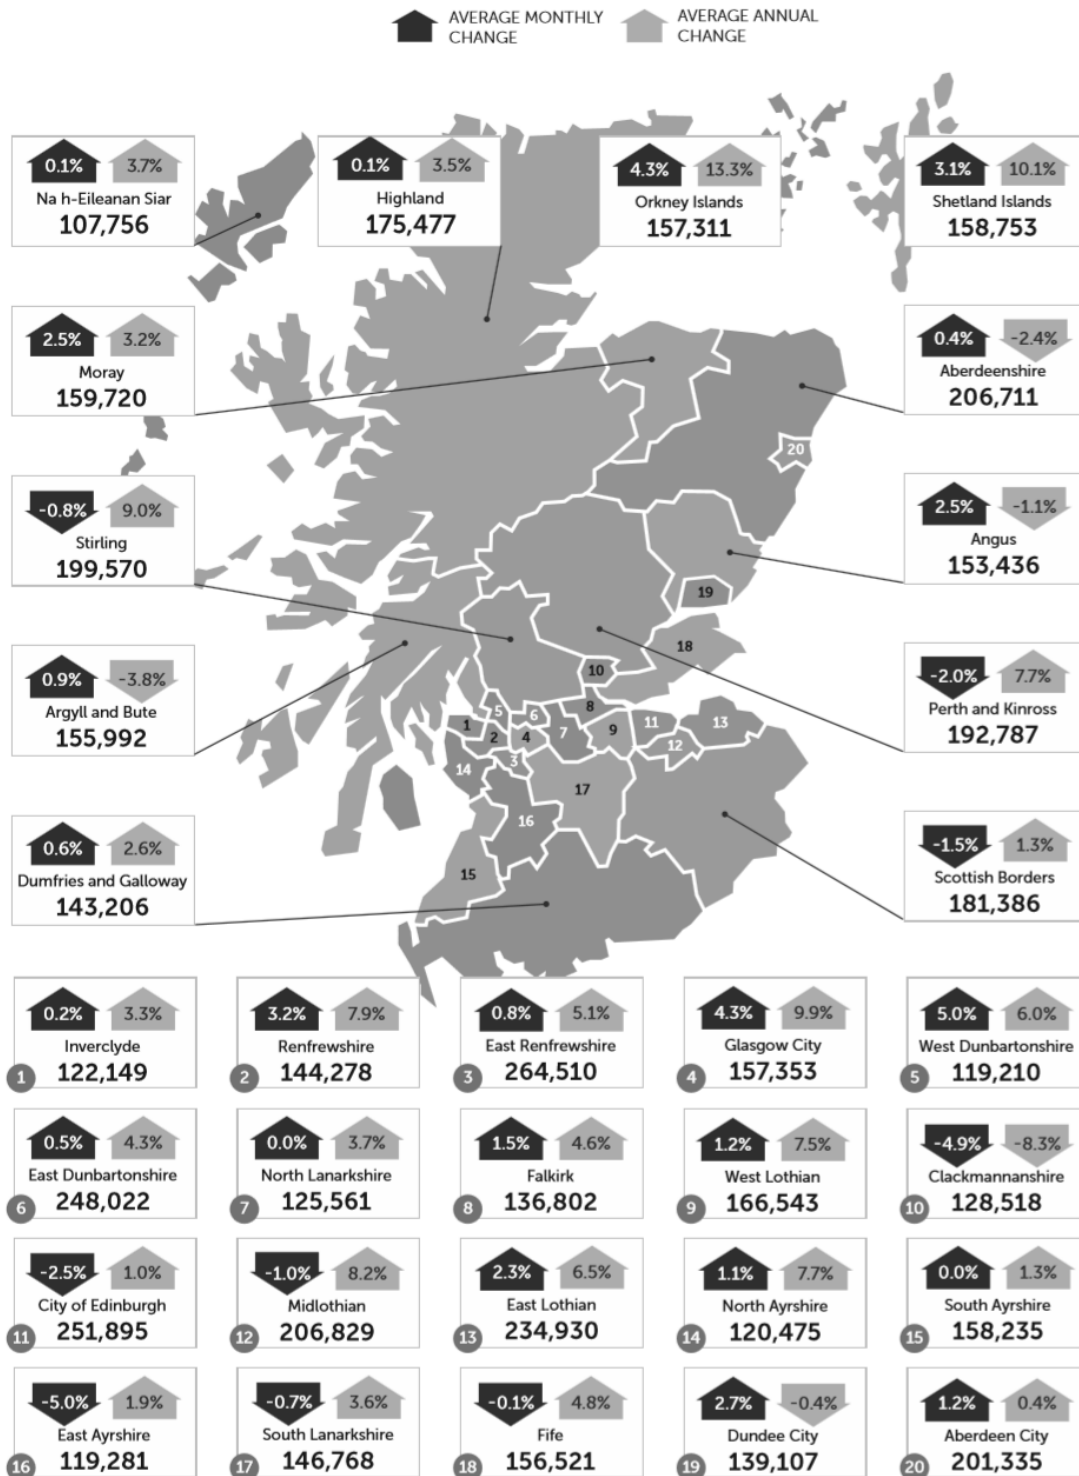 AVERAGE MONTHLY
CHANGE
AVERAGE ANNUAL
CHANGE
0.1% 3.7%
Na h-Eileanan Siar
107,756
0.1% 3.5%
Highland
175,477
4.3% 13.3%
Orkney Islands
157,311
3.1% 10.1%
Shetland Islands
158,753
2.5% 3.2%
Moray
159,720
0.4% -2.4%
Aberdeenshire
206,711
20
-0.8% 9.0%
Stirling
199,570
2.5% -1.1%
Angus
153,436
19
18
10
0.9% -3.8%
Argyll and Bute
155,992
-2.0% 7.7%
Perth and Kinross
192,787
5
6
8
1
2
4
7
9
11
13
12
3
14
17
16
15
0.6% 2.6%
Dumfries and Galloway
143,206
-1.5% 1.3%
Scottish Borders
181,386
0.2% 3.3%
Inverclyde
1 122,149
3.2% 7.9%
Renfrewshire
2 144,278
0.8% 5.1%
East Renfrewshire
3 264,510
4.3% 9.9%
Glasgow City
4 157,353
5.0% 6.0%
West Dunbartonshire
5 119,210
0.5% 4.3%
East Dunbartonshire
6 248,022
0.0% 3.7%
North Lanarkshire
7 125,561
1.5% 4.6%
Falkirk
8 136,802
1.2% 7.5%
West Lothian
9 166,543
-4.9% -8.3%
Clackmannanshire
10 128,518
-2.5% 1.0%
City of Edinburgh
11 251,895
-1.0% 8.2%
Midlothian
12 206,829
2.3% 6.5%
East Lothian
13 234,930
1.1% 7.7%
North Ayrshire
14 120,475
0.0% 1.3%
South Ayrshire
15 158,235
-5.0% 1.9%
East Ayrshire
16 119,281
-0.7% 3.6%
South Lanarkshire
17 146,768
-0.1% 4.8%
Fife
18 156,521
2.7% -0.4%
Dundee City
19 139,107
1.2% 0.4%
Aberdeen City
20 201,335